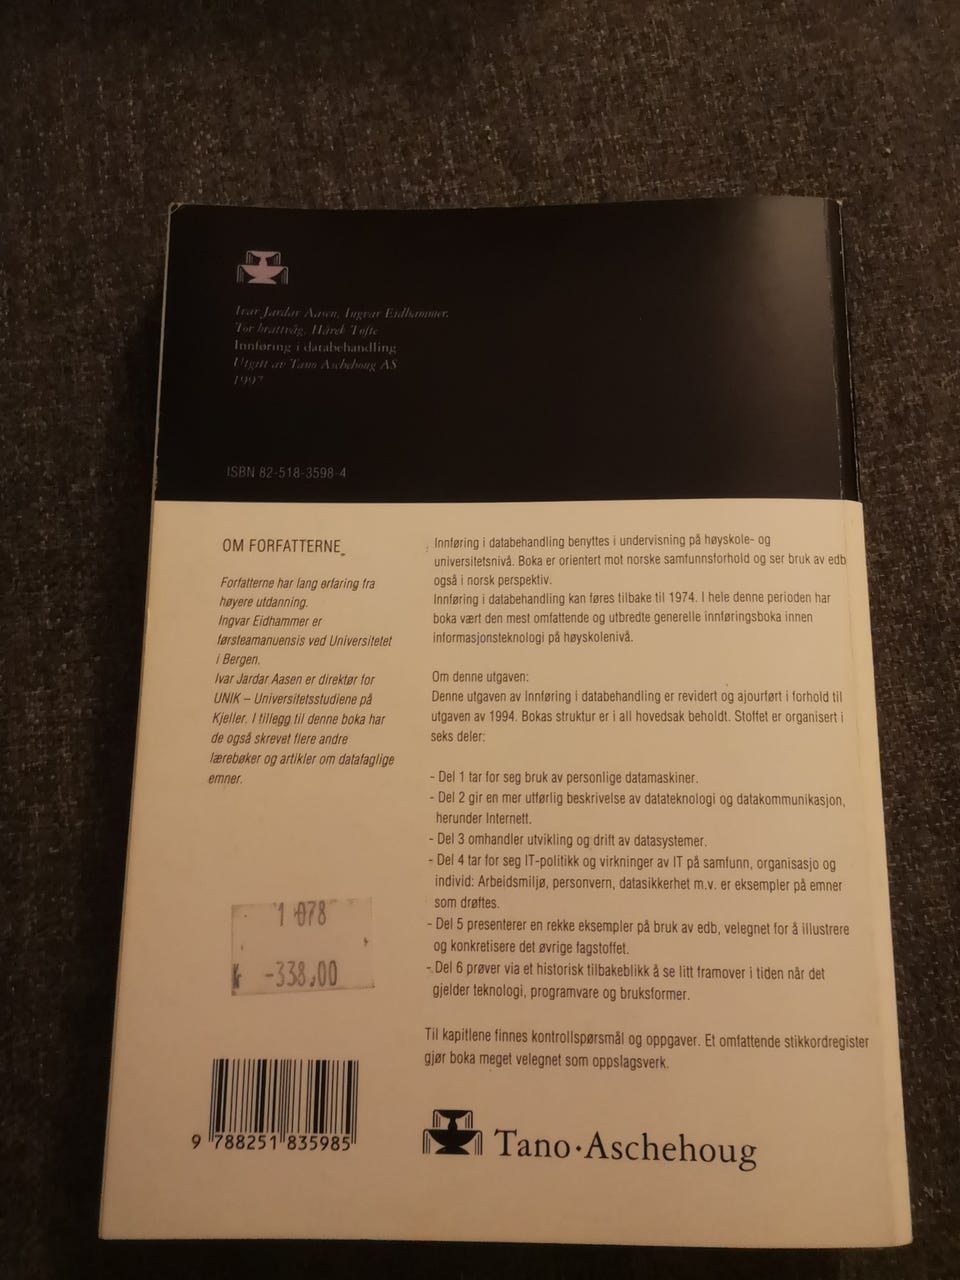 Ivar Jardar Aasen, Ingvar Eidhammer,
Tor brattvåg, Hårek Tofte
Innføring i databehandling
Utgitt av Tano Aschehoug AS
1997
ISBN 82-518-3598-4
OM FORFATTERNE
Forfatterne har lang erfaring fra
høyere utdanning.
Ingvar Eidhammer er
førsteamanuensis ved Universitetet
i Bergen.
Ivar Jardar Aasen er direktør for
UNIK – Universitetsstudiene på
Kjeller. I tillegg til denne boka har
de også skrevet flere andre
lærebøker og artikler om datafaglige
emner.
Innføring i databehandling benyttes i undervisning på høyskole- og
universitetsnivå. Boka er orientert mot norske samfunnsforhold og ser bruk av edb
også i norsk perspektiv.
Innføring i databehandling kan føres tilbake til 1974. I hele denne perioden har
boka vært den mest omfattende og utbredte generelle innføringsboka innen
informasjonsteknologi på høyskolenivå.
Om denne utgaven:
Denne utgaven av Innføring i databehandling er revidert og ajourført i forhold til
utgaven av 1994. Bokas struktur er i all hovedsak beholdt. Stoffet er organisert i
seks deler:
- Del 1 tar for seg bruk av personlige datamaskiner.
- Del 2 gir en mer utførlig beskrivelse av datateknologi og datakommunikasjon,
herunder Internett.
- Del 3 omhandler utvikling og drift av datasystemer.
- Del 4 tar for seg IT-politikk og virkninger av IT på samfunn, organisasjo og
individ: Arbeidsmiljø, personvern, datasikkerhet m.v. er eksempler på emner
som drøftes.
- Del 5 presenterer en rekke eksempler på bruk av edb, velegnet for å illustrere
og konkretisere det øvrige fagstoffet.
- Del 6 prøver via et historisk tilbakeblikk å se litt framover i tiden når det
gjelder teknologi, programvare og bruksformer.
Til kapitlene finnes kontrollspørsmål og oppgaver. Et omfattende stikkordregister
gjør boka meget velegnet som oppslagsverk.
1 078
Kr -338,00
9 788251 835985
Tano·Aschehoug